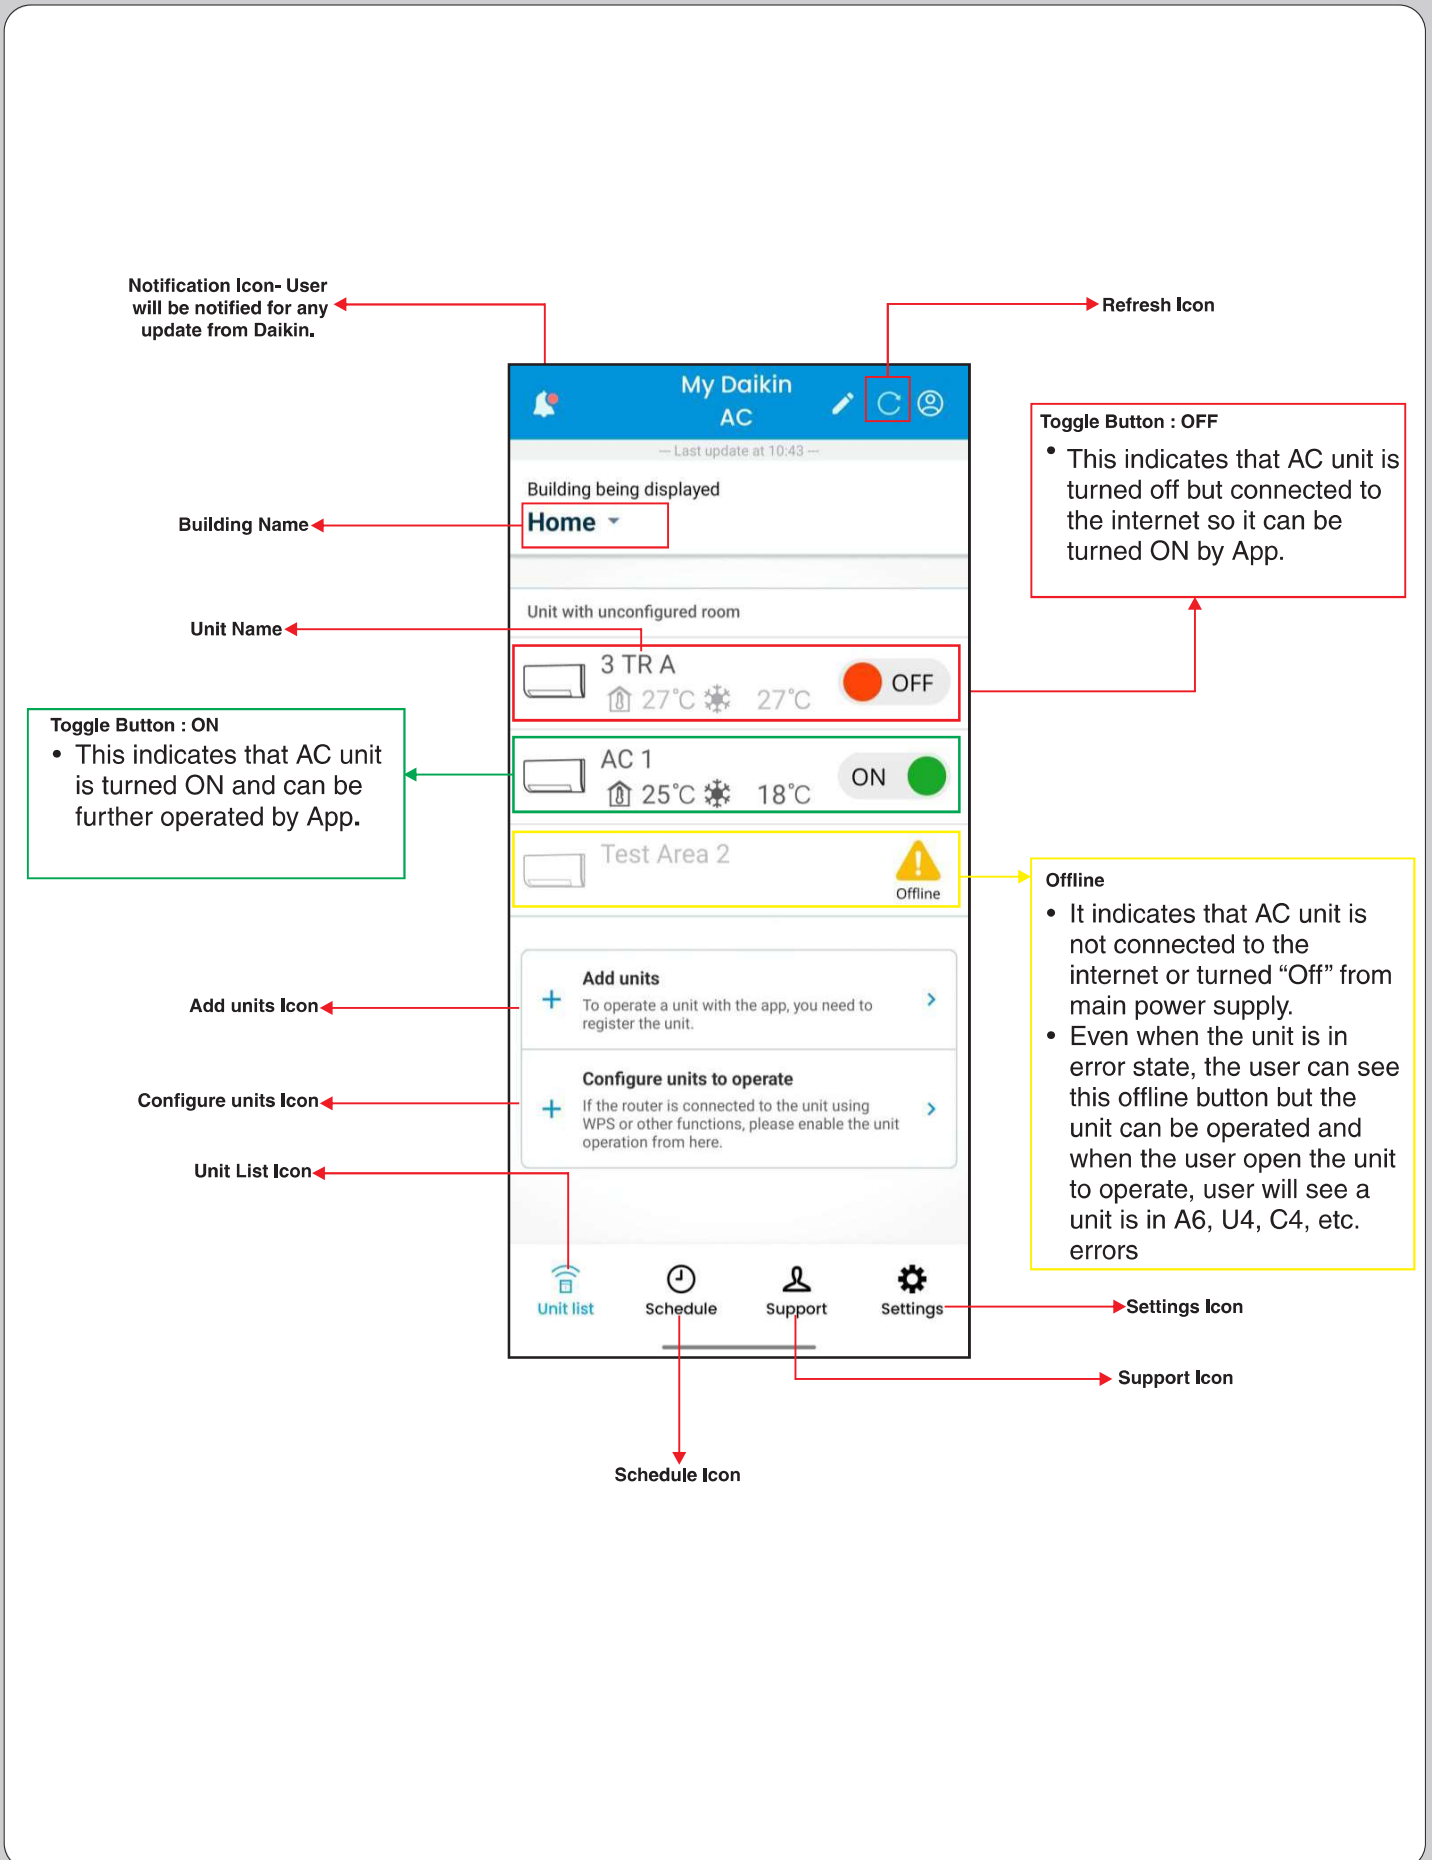 Notification Icon- User
will be notified for any
update from Daikin.
Refresh Icon
My Daikin
AC
--- Last update at 10:43 ---
Building being displayed
Home
Building Name
Toggle Button : OFF
• This indicates that AC unit is
turned off but connected to
the internet so it can be
turned ON by App.
Unit with unconfigured room
Unit Name
3 TR A
27°C 27°C
OFF
Toggle Button : ON
• This indicates that AC unit
is turned ON and can be
further operated by App.
AC 1
25°C 18°C
ON
Test Area 2
Offline
Offline
• It indicates that AC unit is
not connected to the
internet or turned “Off” from
main power supply.
• Even when the unit is in
error state, the user can see
this offline button but the
unit can be operated and
when the user open the unit
to operate, user will see a
unit is in A6, U4, C4, etc.
errors
Add units Icon
Add units
To operate a unit with the app, you need to
register the unit.
Configure units Icon
Configure units to operate
If the router is connected to the unit using
WPS or other functions, please enable the unit
operation from here.
Unit List Icon
Unit list
Schedule
Support
Settings
Settings Icon
Support Icon
Schedule Icon